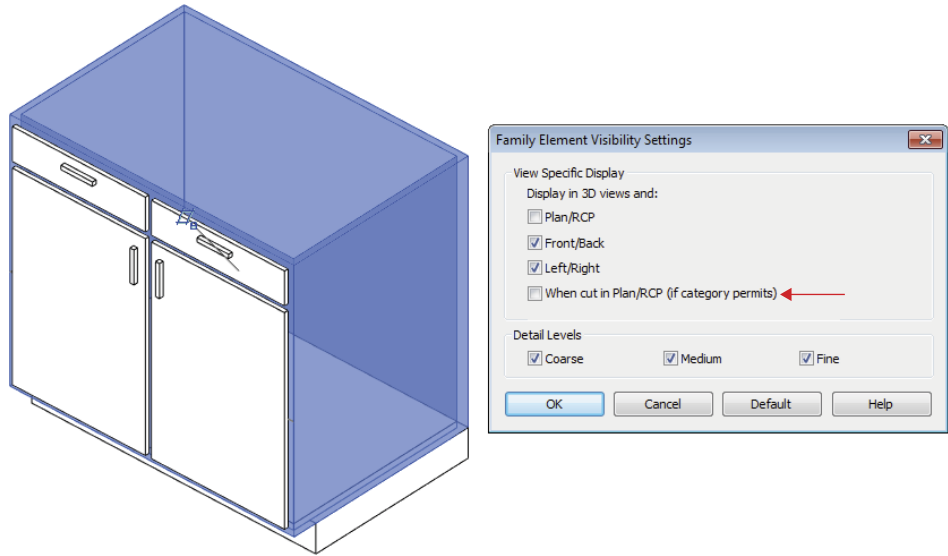 Family Element Visibility Settings
View Specific Display
Display in 3D views and:
Plan/RCP
Front/Back
Left/Right
When cut in Plan/RCP (if category permits)
Detail Levels
Coarse Medium Fine
OK Cancel Default Help